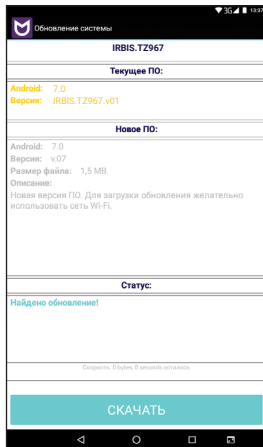 3G 13:37
Обновление системы
IRBIS.TZ967
Текущее ПО:
Android: 7.0
Версия: IRBIS.TZ967.v01
Новое ПО:
Android: 7.0
Версия: v.07
Размер файла: 1,5 MB
Описание:
Новая версия ПО. Для загрузки обновления желательно
использовать сеть Wi-Fi.
Статус:
Найдено обновление!
Скорость: 0 bytes, 0 seconds осталось.
СКАЧАТЬ